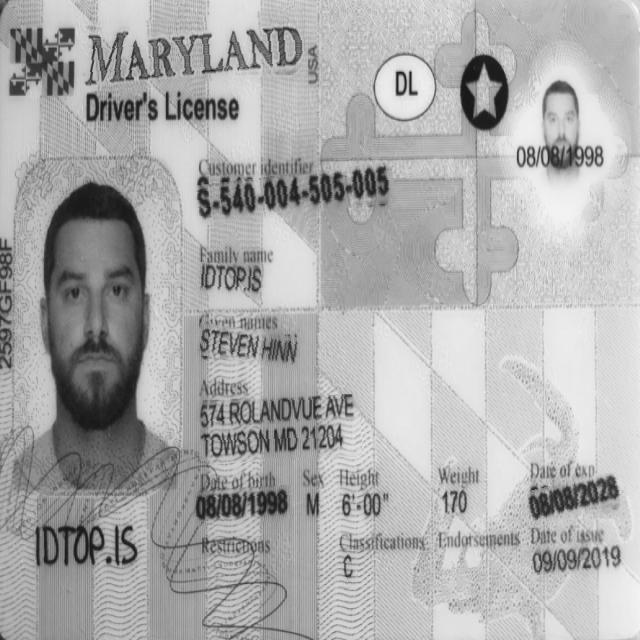 MARYLAND
USA
Driver's License
DL
08/08/1998
Customer identifier
S-540-004-505-005
Family name
IDTOP.IS
Given names
STEVEN HINN
Address
574 ROLANDVUE AVE
TOWSON MD 21204
Date of birth Sex Height Weight Date of exp
08/08/1998 M 6'-00" 170 08/08/2028
Restrictions Classifications Endorsements Date of issue
C 09/09/2019
2597GF98F
IDTOP.IS